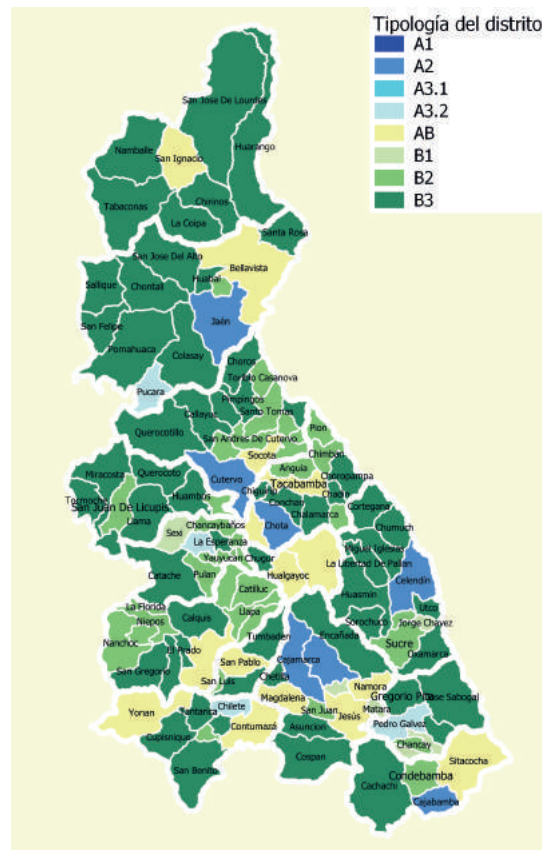 Tipología del distrito
A1
A2
A3.1
A3.2
AB
B1
B2
B3
San Jose De Lourdes
Namballe
San Ignacio
Huarango
Tabaconas
Chirinos
La Coipa
Santa Rosa
San Jose Del Alto
Bellavista
Huabal
Sallique
Chontali
Jaén
San Felipe
Pomahuaca
Colasay
Choros
Toribio Casanova
Pucara
Pimpingos
Callayuc
Santo Tomas
Querocotillo
Pion
San Andres De Cutervo
Chimban
Socota
Anguia
Miracosta
Querocoto
Cutervo
Choropampa
Tacabamba
Chiguirip
Chadin
Huambos
Conchan
Cortegana
Tocmoche
San Juan De Licupis
Chalamarca
Llama
Chancaybaños
Chota
Chumuch
Sexi
La Esperanza
Miguel Iglesias
Yauyucan
Chugur
La Libertad De Pallan
Catache
Pulan
Hualgayoc
Celendín
Catilluc
Huasmin
La Florida
Llapa
Utco
Niepos
Calquis
Sorochuco
Jorge Chavez
Nanchoc
Tumbaden
Encañada
Sucre
El Prado
Oxamarca
San Pablo
Cajamarca
San Gregorio
Chetilla
San Luis
Namora
Gregorio Pita
Jose Sabogal
Magdalena
Yonan
Tantarica
Chilete
San Juan
Jesús
Matara
Contumazá
Pedro Galvez
Cupisnique
Asuncion
Chancay
San Benito
Cospan
Sitacocha
Condebamba
Cachachi
Cajabamba